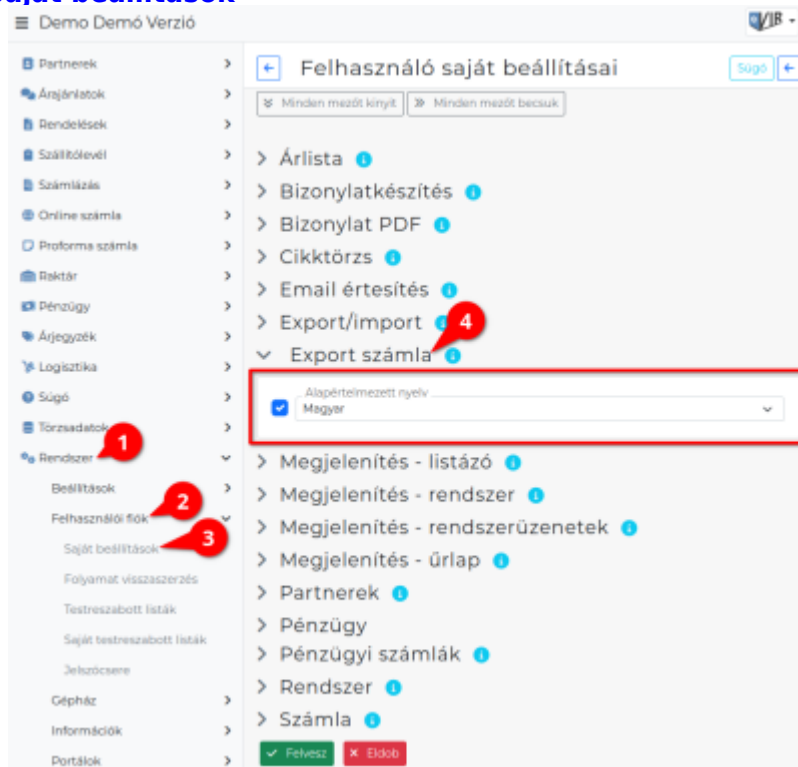 Saját beállítások
Demo Demó Verzió
VIR
Partnerek
Árajánlatok
Rendelések
Szállítólevél
Számlázás
Online számla
Proforma számla
Raktár
Pénzügy
Árjegyzék
Logisztika
Súgó
Törzsadatok
1
Rendszer
Beállítások
2
Felhasználói fiók
3
Saját beállítások
Folyamat visszaszerzés
Testreszabott listák
Saját testreszabott listák
Jelszócsere
Gépház
Információk
Portálok
Felhasználó saját beállításai
Súgó
Minden mezőt kinyit
Minden mezőt becsuk
Árlista
Bizonylatkészítés
Bizonylat PDF
Cikktörzs
Email értesítés
Export/import
4
Export számla
Alapértelmezett nyelv
Magyar
Megjelenítés - listázó
Megjelenítés - rendszer
Megjelenítés - rendszerüzenetek
Megjelenítés - űrlap
Partnerek
Pénzügy
Pénzügyi számlák
Rendszer
Számla
Felvesz
Eldob